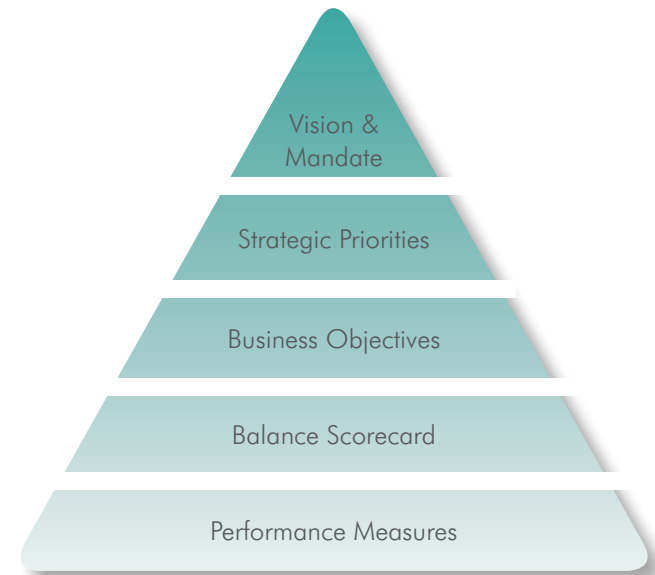 Vision &
Mandate
Strategic Priorities
Business Objectives
Balance Scorecard
Performance Measures